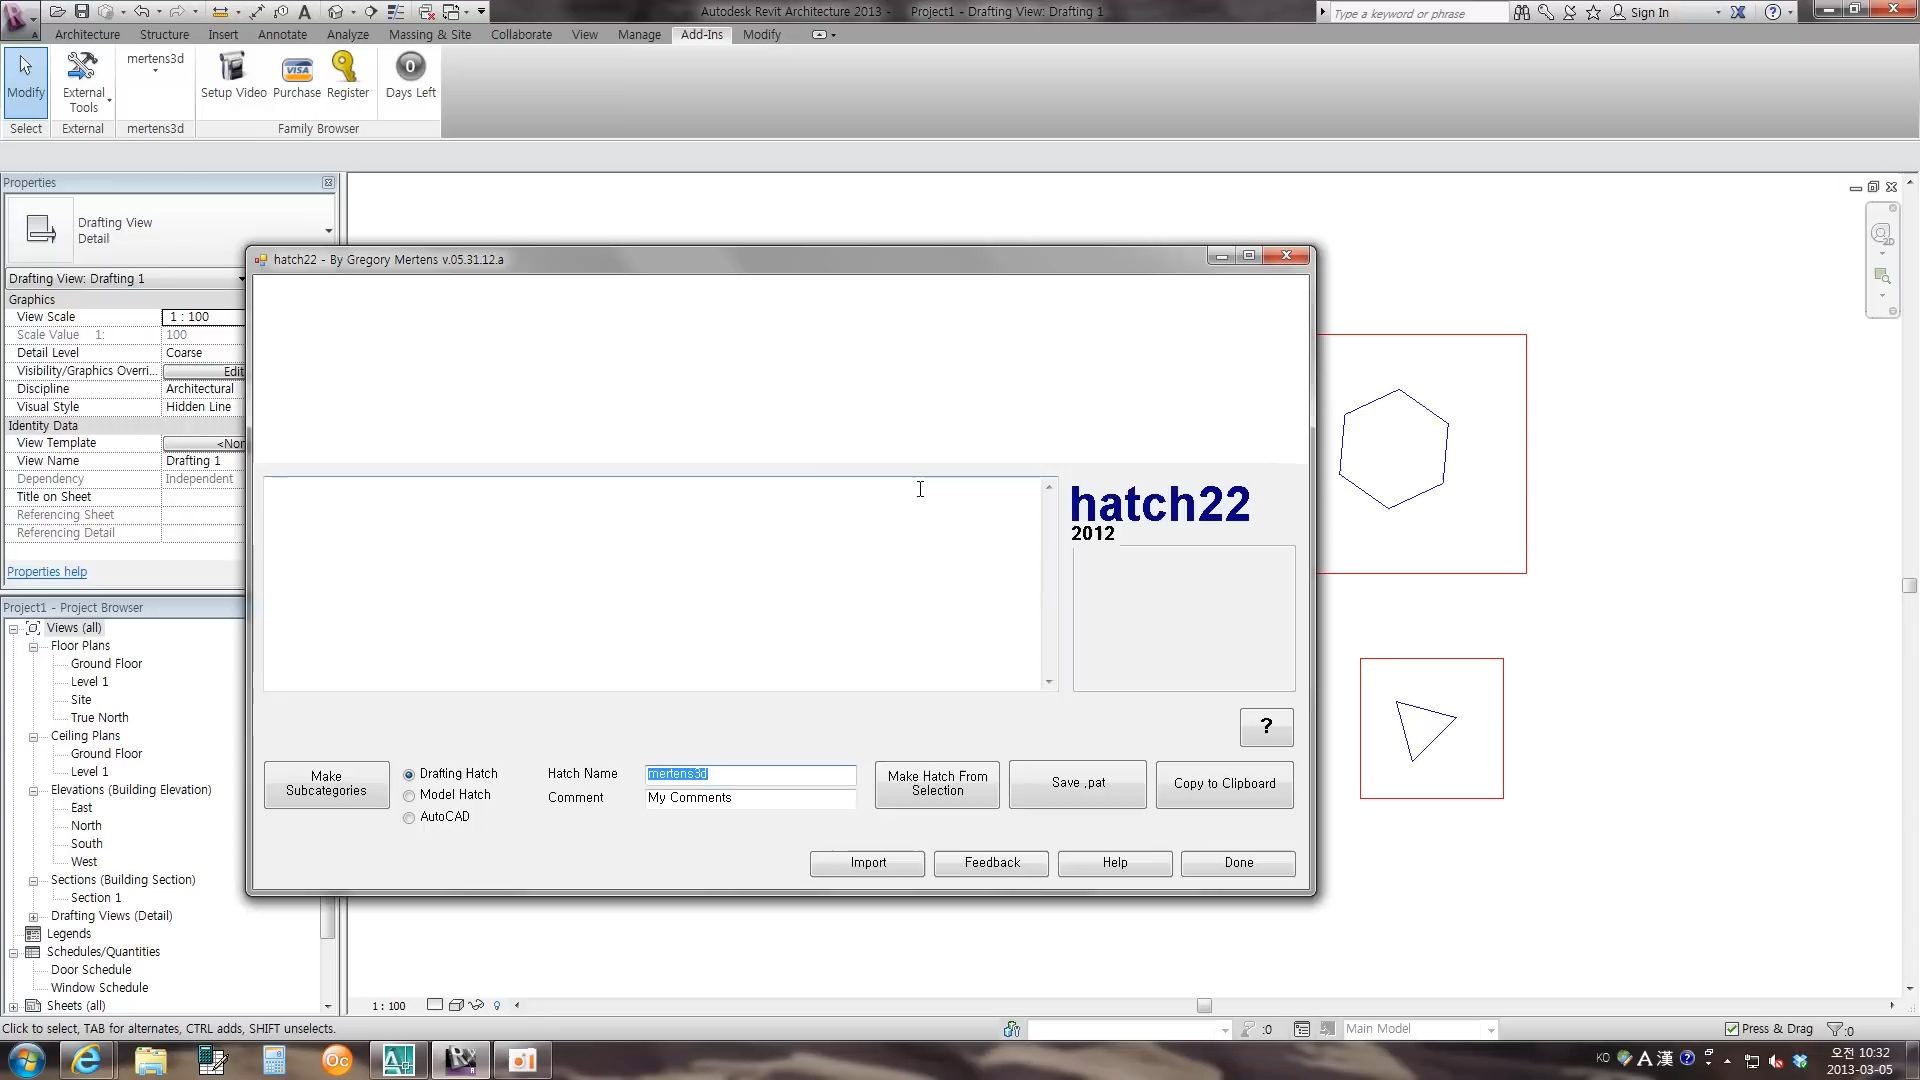 Autodesk Revit Architecture 2013 -    Project1 - Drafting View: Drafting 1
Type a keyword or phrase
Sign In
Architecture
Structure
Insert
Annotate
Analyze
Massing & Site
Collaborate
View
Manage
Add-Ins
Modify
Modify
External
Tools
mertens3d
Setup Video
Purchase
Register
0
Days Left
VISA
Select
External
mertens3d
Family Browser
Properties
Drafting View
Detail
Drafting View: Drafting 1
Graphics
View Scale 1 : 100
Scale Value    1: 100
Detail Level Coarse
Visibility/Graphics Overri... Edit
Discipline Architectural
Visual Style Hidden Line
Identity Data
View Template <Nor
View Name Drafting 1
Dependency Independent
Title on Sheet
Referencing Sheet
Referencing Detail
Properties help
Project1 - Project Browser
Views (all)
Floor Plans
Ground Floor
Level 1
Site
True North
Ceiling Plans
Ground Floor
Level 1
Elevations (Building Elevation)
East
North
South
West
Sections (Building Section)
Section 1
Drafting Views (Detail)
Legends
Schedules/Quantities
Door Schedule
Window Schedule
Sheets (all)
hatch22 - By Gregory Mertens v.05.31.12.a
hatch22
2012
?
Make
Subcategories
Drafting Hatch
Model Hatch
AutoCAD
Hatch Name mertens3d
Comment My Comments
Make Hatch From
Selection
Save .pat
Copy to Clipboard
Import
Feedback
Help
Done
2D
1 : 100
Click to select, TAB for alternates, CTRL adds, SHIFT unselects.
:0
Main Model
Press & Drag
:0
Oc
KO
A 漢
오전 10:32
2013-03-05